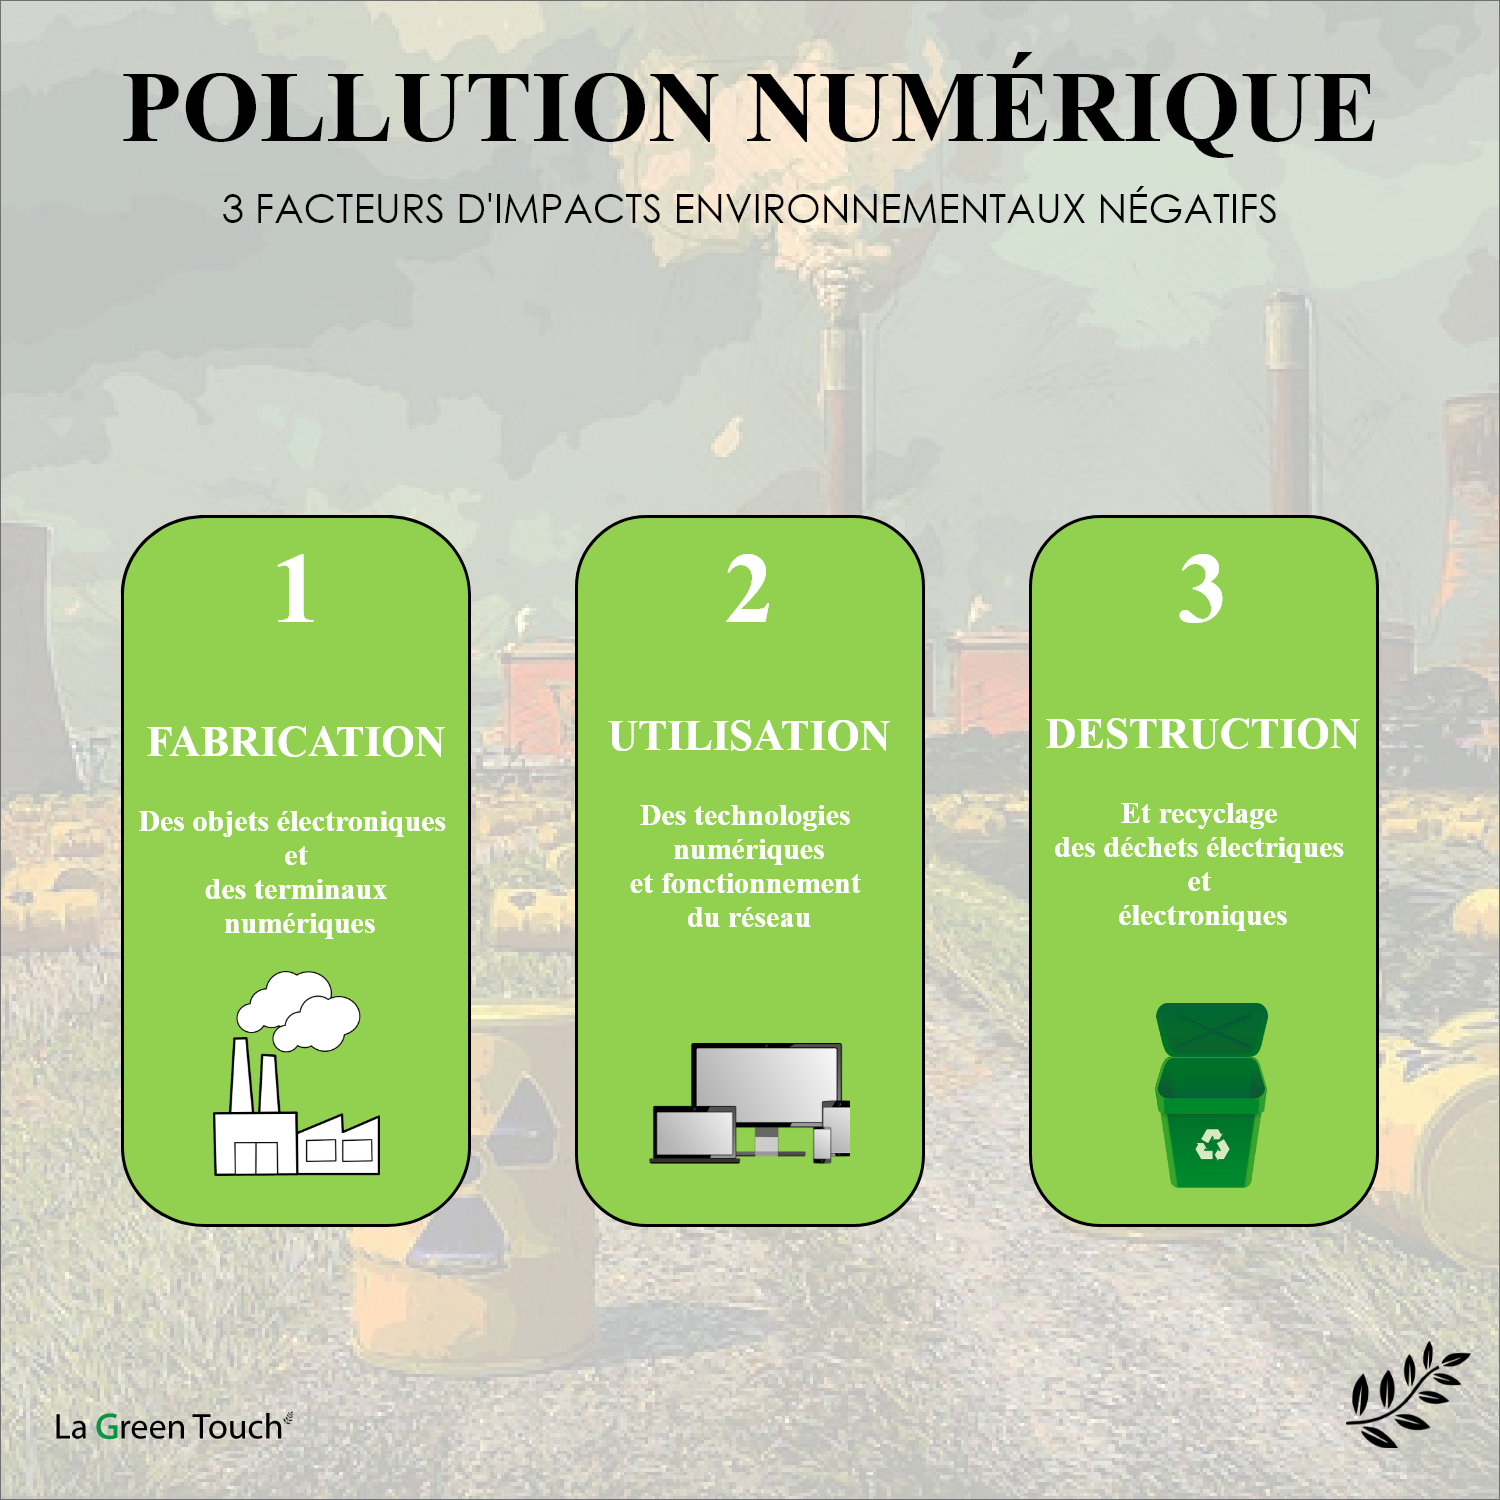 POLLUTION NUMÉRIQUE
3 FACTEURS D'IMPACTS ENVIRONNEMENTAUX NÉGATIFS
1
FABRICATION
Des objets électroniques
et
des terminaux
numériques
2
UTILISATION
Des technologies
numériques
et fonctionnement
du réseau
3
DESTRUCTION
Et recyclage
des déchets électriques
et
électroniques
La Green Touch